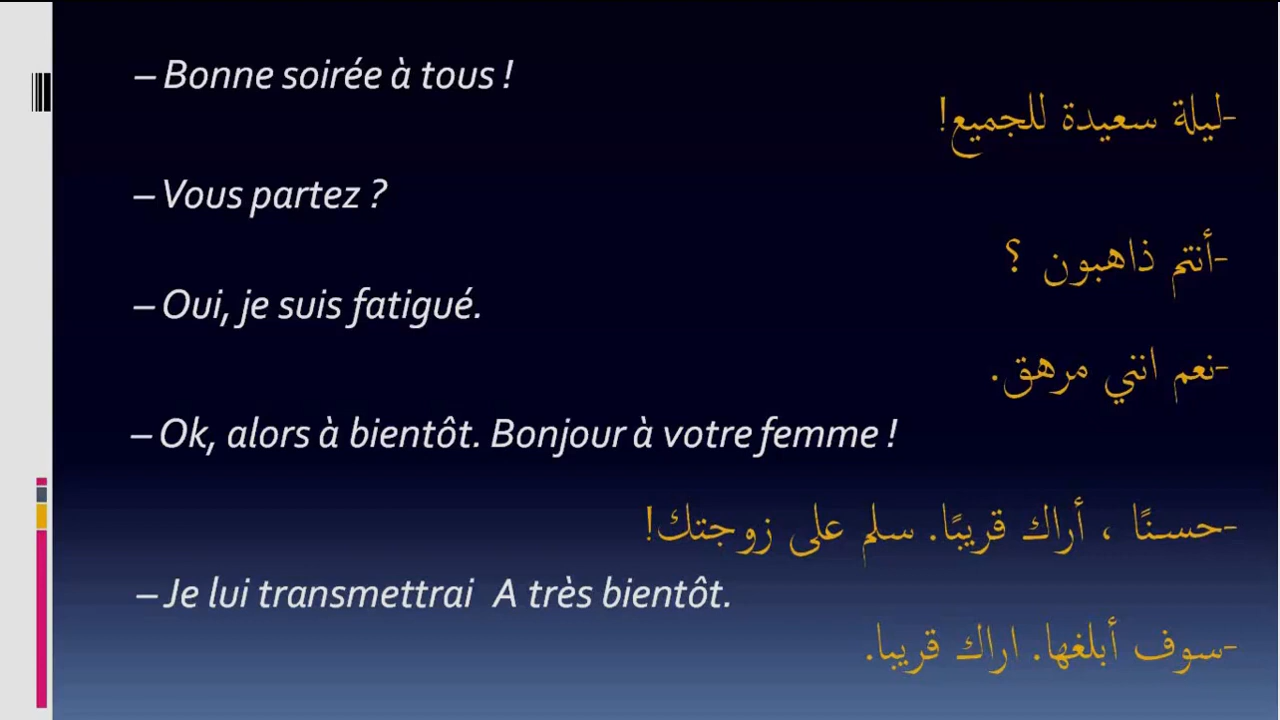 – Bonne soirée à tous !
-ليلة سعيدة للجميع!
– Vous partez ?
-أنتم ذاهبون ؟
– Oui, je suis fatigué.
-نعم انني مرهق.
– Ok, alors à bientôt. Bonjour à votre femme !
-حسنًا ، أراك قريبًا. سلم على زوجتك!
– Je lui transmettrai A très bientôt.
-سوف أبلغها. اراك قريبا.